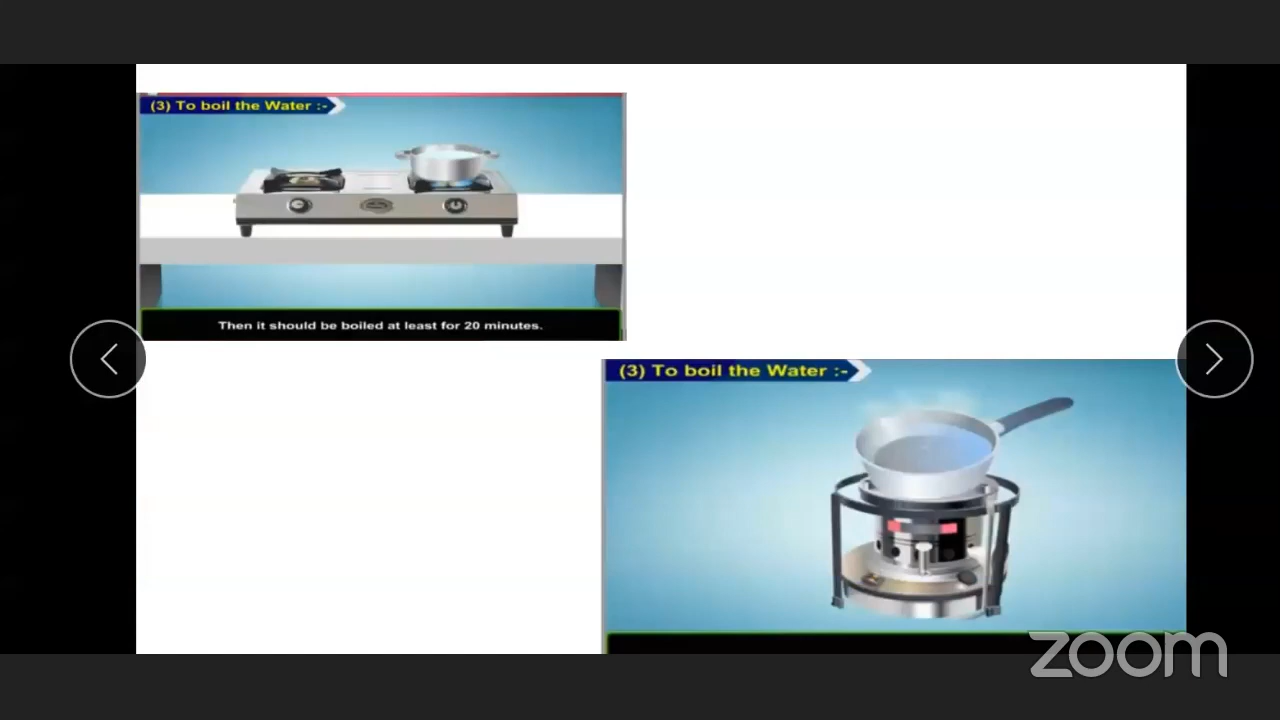 (3) To boil the Water :-
Then it should be boiled at least for 20 minutes.
(3) To boil the Water :-
zoom